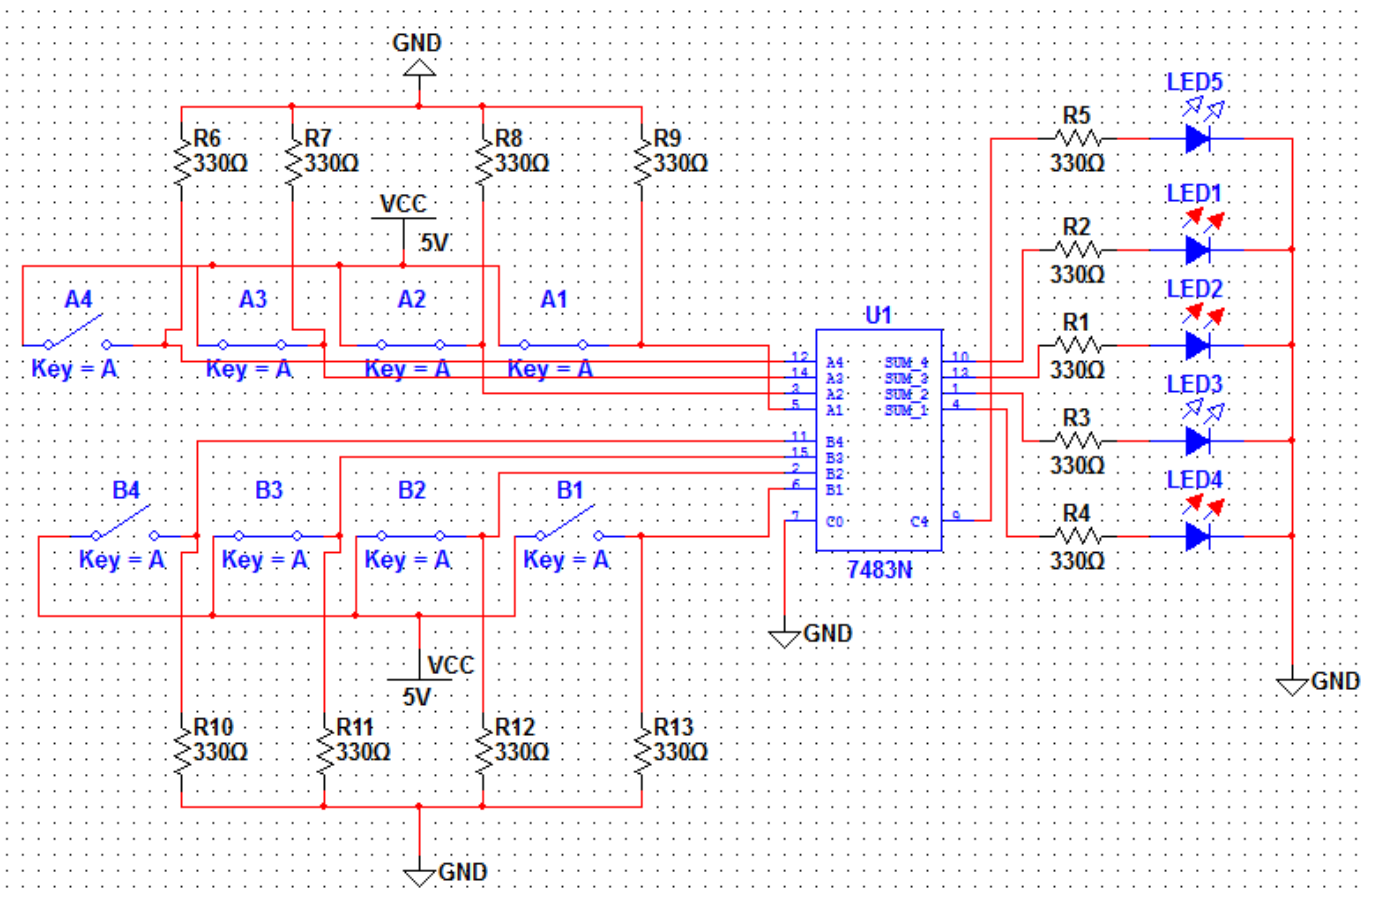 GND
LED5
R5
330Ω
R6
330Ω
R7
330Ω
R8
330Ω
R9
330Ω
VCC
5V
LED1
R2
330Ω
A4
Key = A
A3
Key = A
A2
Key = A
A1
Key = A
LED2
R1
330Ω
U1
12 A4 SUM_4 10
14 A3 SUM_3 13
3 A2 SUM_2 1
5 A1 SUM_1 4
11 B4
15 B3
2 B2
6 B1
7 C0 C4 9
7483N
GND
LED3
R3
330Ω
LED4
R4
330Ω
B4
Key = A
B3
Key = A
B2
Key = A
B1
Key = A
VCC
5V
GND
R10
330Ω
R11
330Ω
R12
330Ω
R13
330Ω
GND